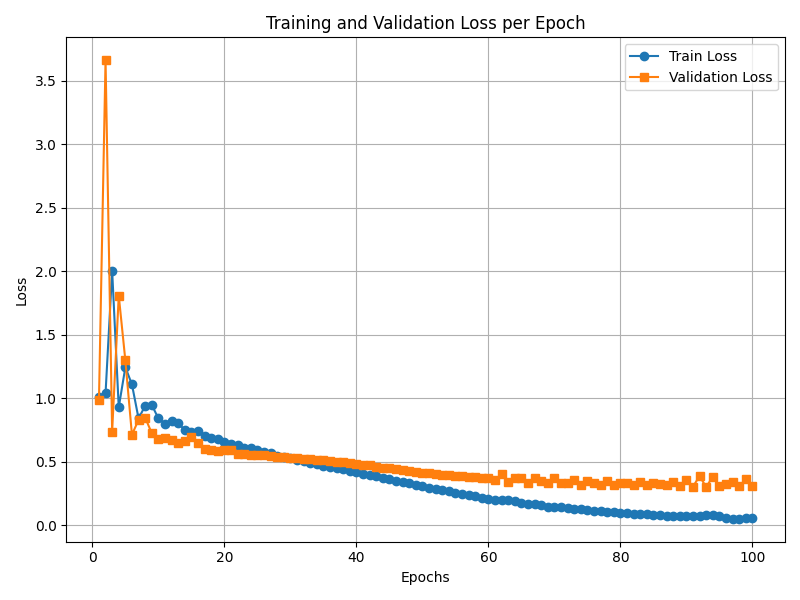 Training and Validation Loss per Epoch
Train Loss
Validation Loss
3.5
3.0
2.5
2.0
1.5
1.0
0.5
0.0
Loss
0 20 40 60 80 100
Epochs